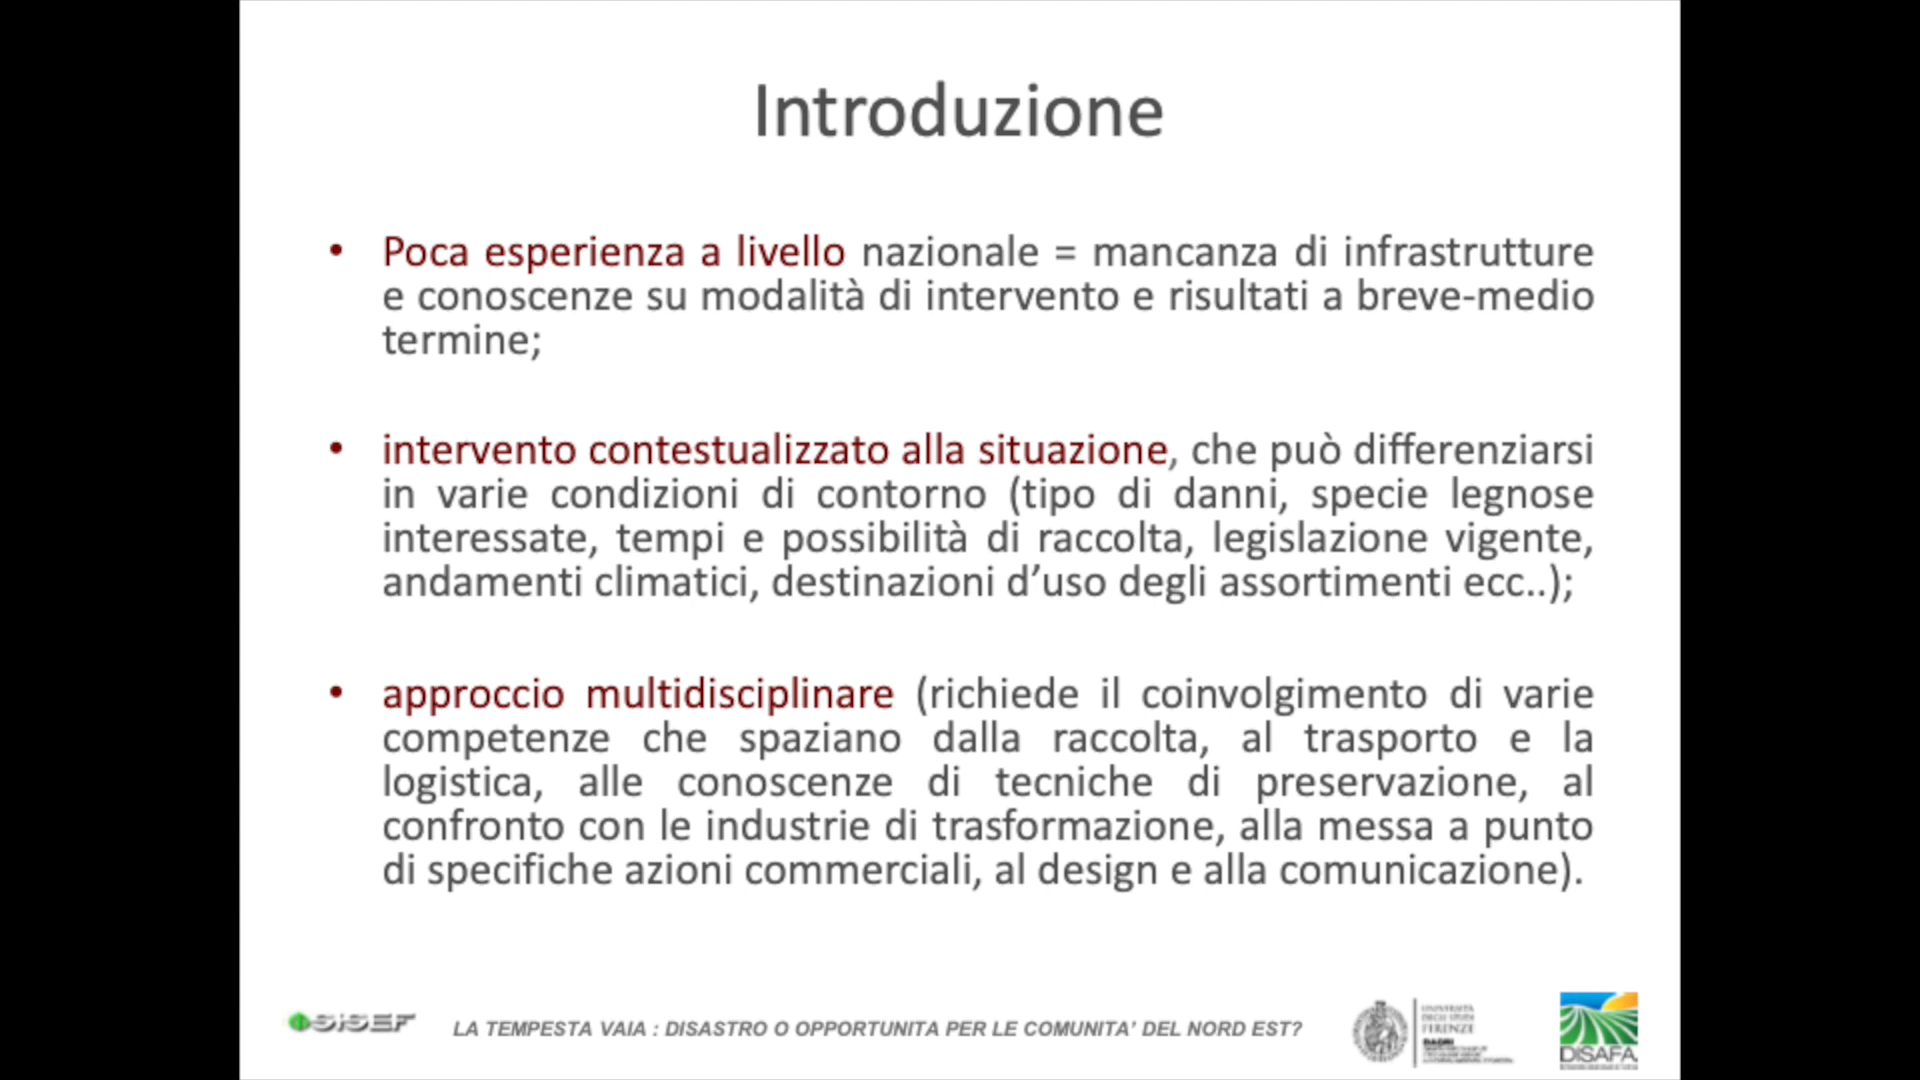 Introduzione
• Poca esperienza a livello nazionale = mancanza di infrastrutture
e conoscenze su modalità di intervento e risultati a breve-medio
termine;
• intervento contestualizzato alla situazione, che può differenziarsi
in varie condizioni di contorno (tipo di danni, specie legnose
interessate, tempi e possibilità di raccolta, legislazione vigente,
andamenti climatici, destinazioni d’uso degli assortimenti ecc..);
• approccio multidisciplinare (richiede il coinvolgimento di varie
competenze che spaziano dalla raccolta, al trasporto e la
logistica, alle conoscenze di tecniche di preservazione, al
confronto con le industrie di trasformazione, alla messa a punto
di specifiche azioni commerciali, al design e alla comunicazione).
SISEF
LA TEMPESTA VAIA : DISASTRO O OPPORTUNITA PER LE COMUNITA’ DEL NORD EST?
UNIVERSITÀ
DEGLI STUDI
FIRENZE
DAGRI
DISAFA